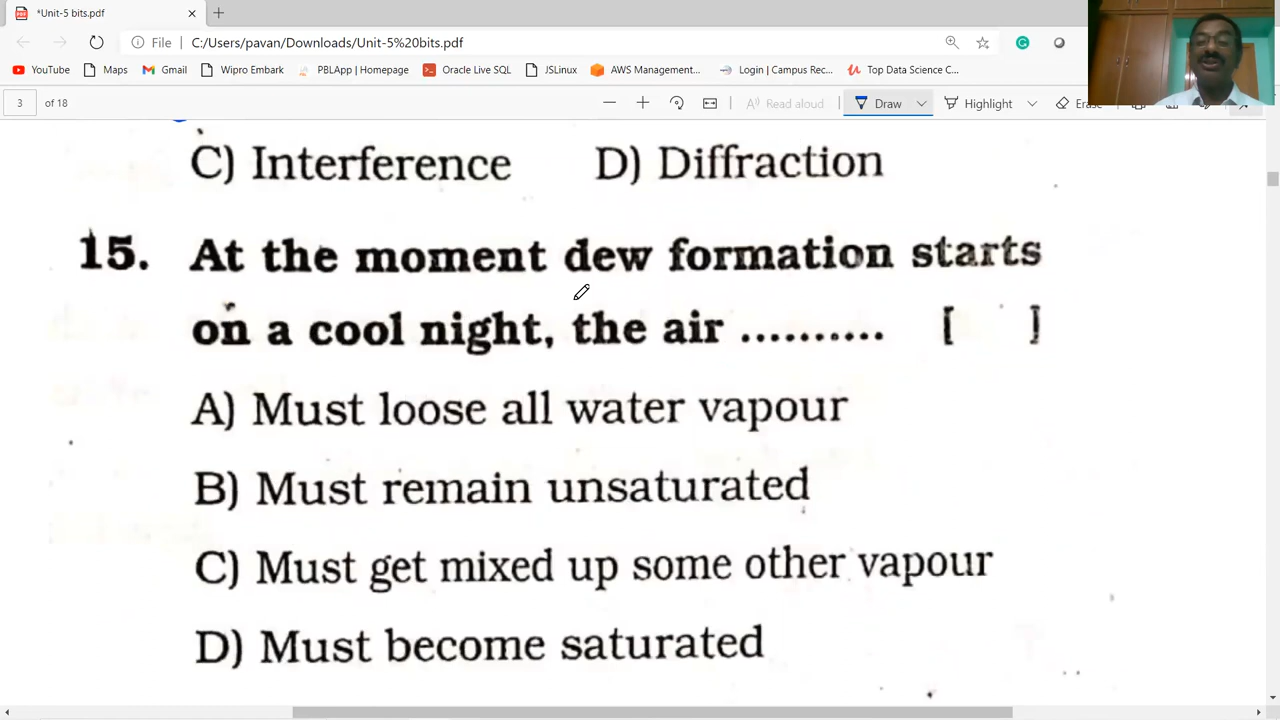 *Unit-5 bits.pdf
File
C:/Users/pavan/Downloads/Unit-5%20bits.pdf
YouTube Maps Gmail Wipro Embark PBLApp | Homepage Oracle Live SQL JSLinux AWS Management... Login | Campus Rec... Top Data Science C...
3 of 18 Read aloud Draw Highlight Erase
C) Interference D) Diffraction
15. At the moment dew formation starts
on a cool night, the air .......... [ ]
A) Must loose all water vapour
B) Must remain unsaturated
C) Must get mixed up some other vapour
D) Must become saturated